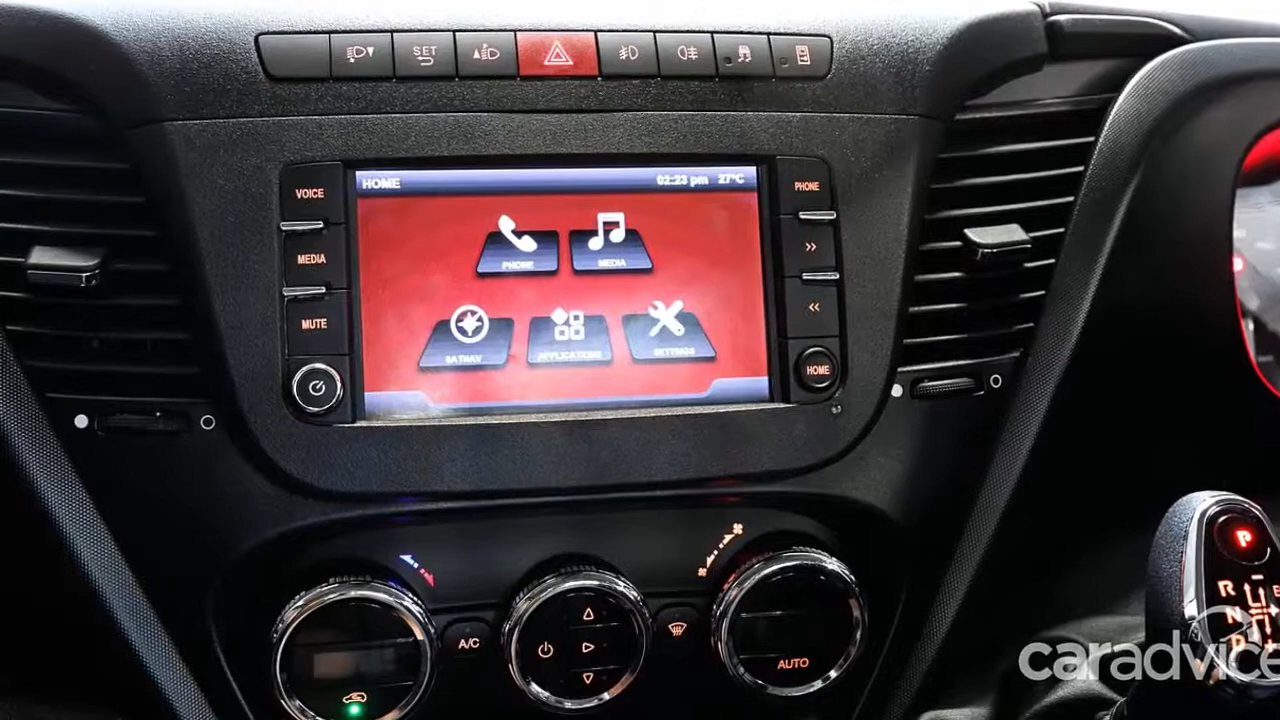 SET
VOICE
MEDIA
MUTE
HOME
02:23 pm 27°C
PHONE
MEDIA
SATNAV
APPLICATIONS
SETTINGS
PHONE
>>
<<
HOME
A/C
AUTO
P
R
N
D
caradvice